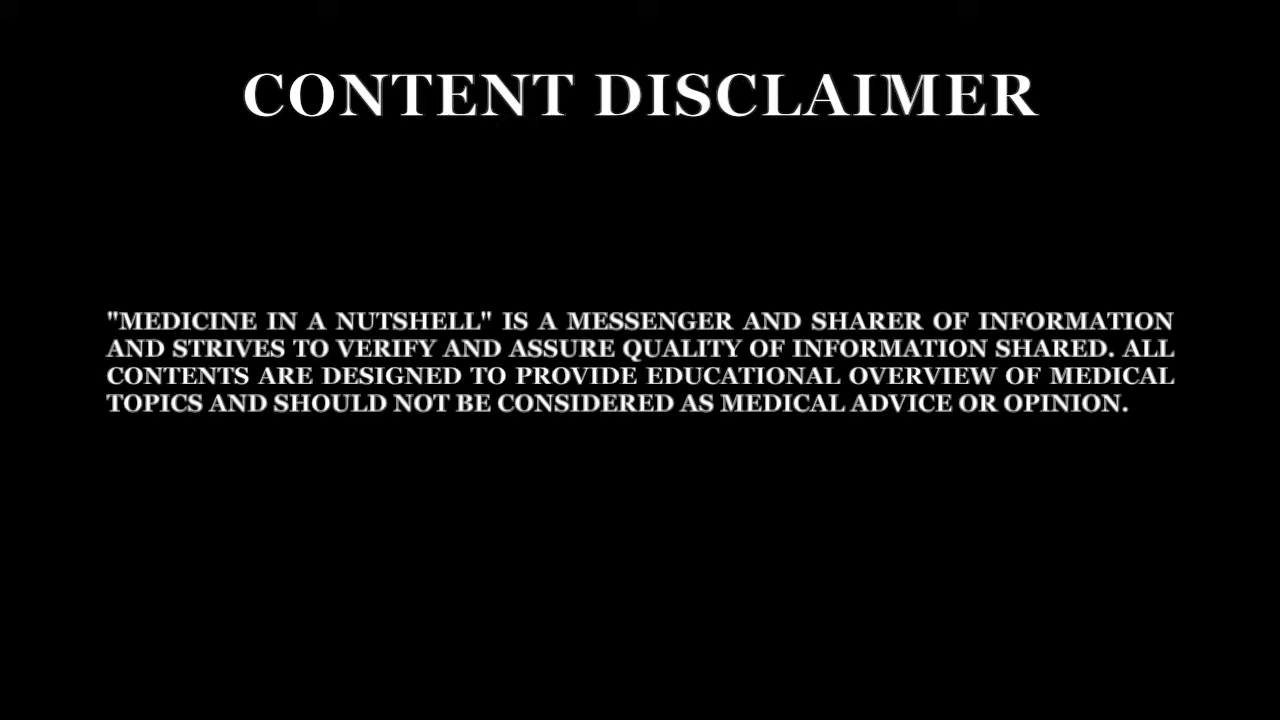 CONTENT DISCLAIMER
"MEDICINE IN A NUTSHELL" IS A MESSENGER AND SHARER OF INFORMATION
AND STRIVES TO VERIFY AND ASSURE QUALITY OF INFORMATION SHARED. ALL
CONTENTS ARE DESIGNED TO PROVIDE EDUCATIONAL OVERVIEW OF MEDICAL
TOPICS AND SHOULD NOT BE CONSIDERED AS MEDICAL ADVICE OR OPINION.